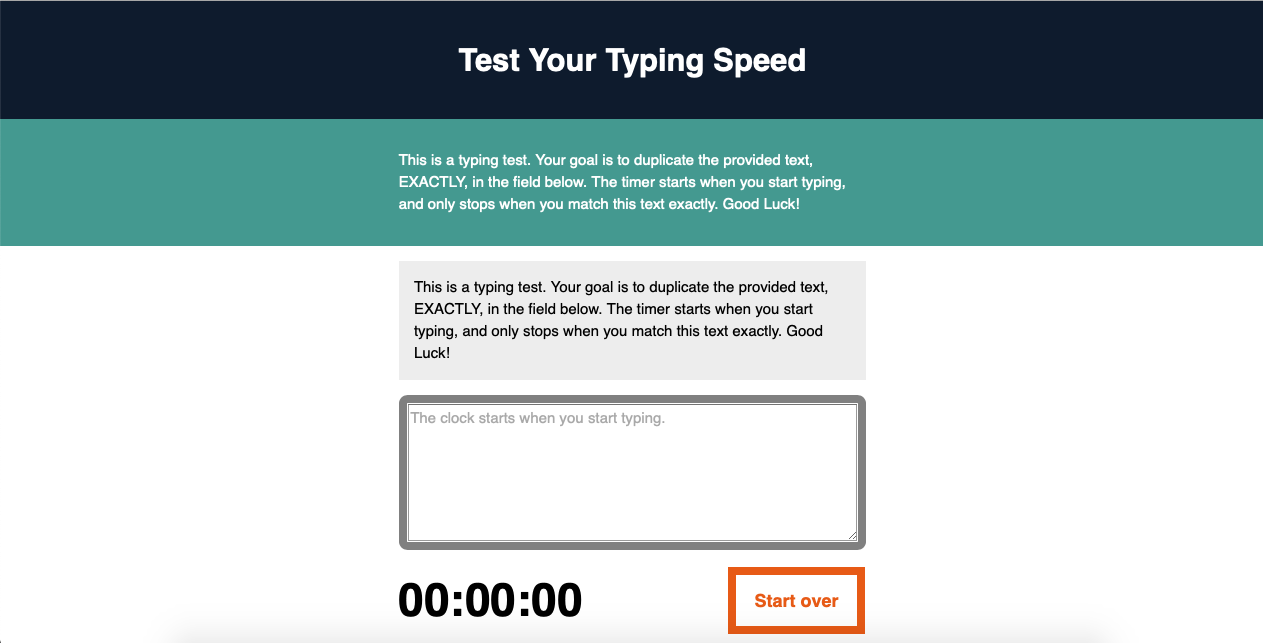 Test Your Typing Speed
This is a typing test. Your goal is to duplicate the provided text,
EXACTLY, in the field below. The timer starts when you start typing,
and only stops when you match this text exactly. Good Luck!
This is a typing test. Your goal is to duplicate the provided text,
EXACTLY, in the field below. The timer starts when you start
typing, and only stops when you match this text exactly. Good
Luck!
The clock starts when you start typing.
00:00:00
Start over